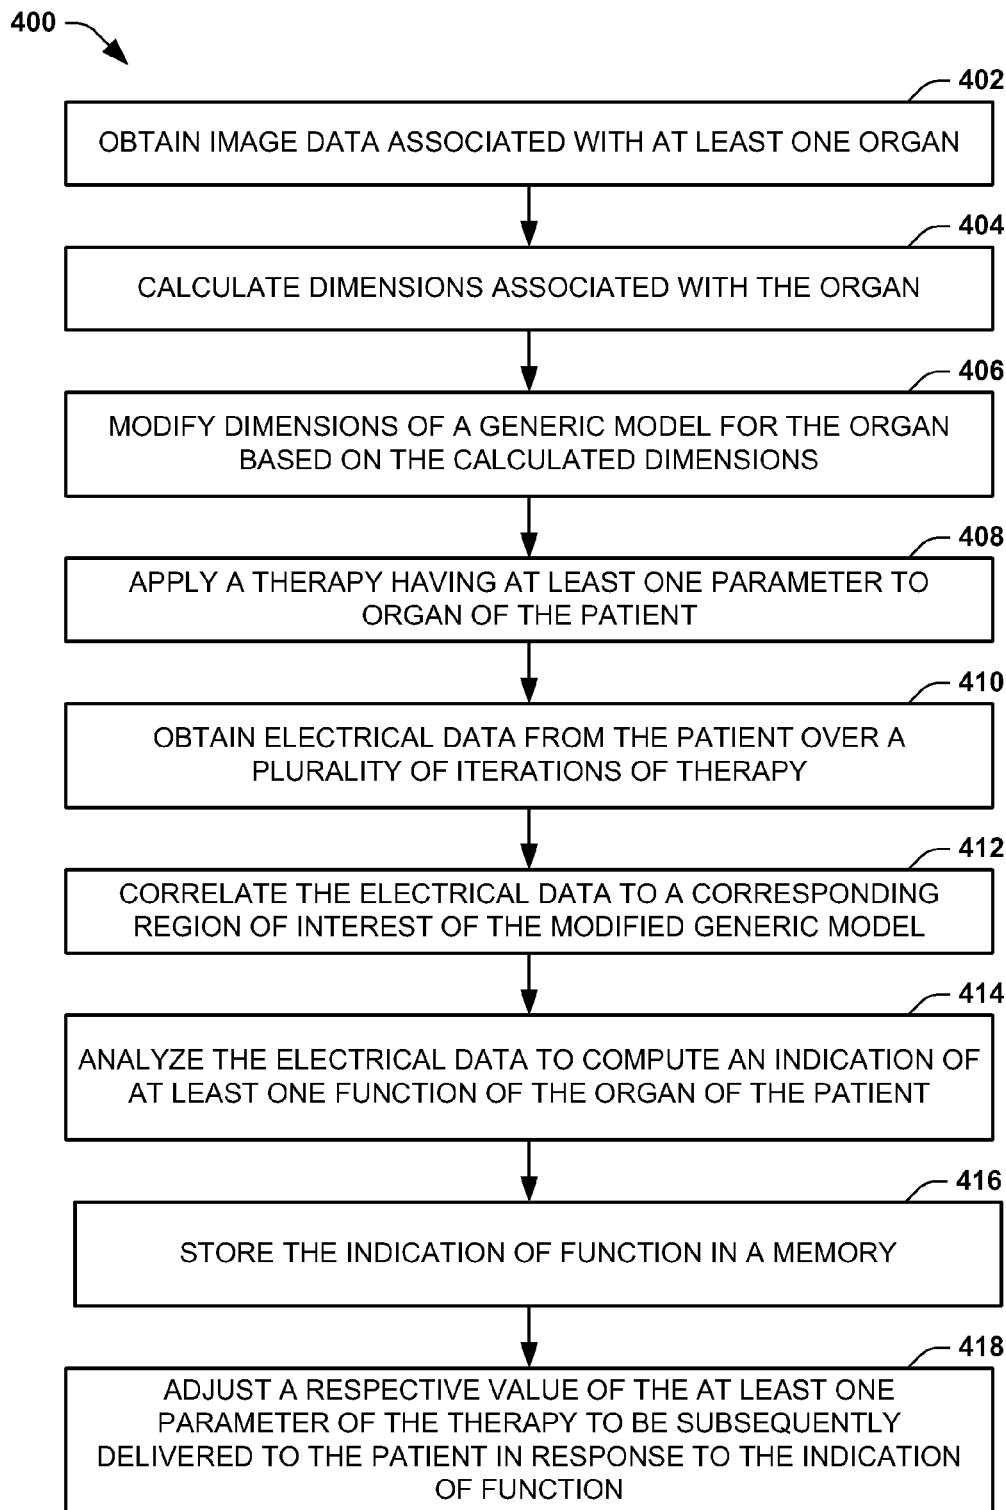 400
402
OBTAIN IMAGE DATA ASSOCIATED WITH AT LEAST ONE ORGAN
404
CALCULATE DIMENSIONS ASSOCIATED WITH THE ORGAN
406
MODIFY DIMENSIONS OF A GENERIC MODEL FOR THE ORGAN
BASED ON THE CALCULATED DIMENSIONS
408
APPLY A THERAPY HAVING AT LEAST ONE PARAMETER TO
ORGAN OF THE PATIENT
410
OBTAIN ELECTRICAL DATA FROM THE PATIENT OVER A
PLURALITY OF ITERATIONS OF THERAPY
412
CORRELATE THE ELECTRICAL DATA TO A CORRESPONDING
REGION OF INTEREST OF THE MODIFIED GENERIC MODEL
414
ANALYZE THE ELECTRICAL DATA TO COMPUTE AN INDICATION OF
AT LEAST ONE FUNCTION OF THE ORGAN OF THE PATIENT
416
STORE THE INDICATION OF FUNCTION IN A MEMORY
418
ADJUST A RESPECTIVE VALUE OF THE AT LEAST ONE
PARAMETER OF THE THERAPY TO BE SUBSEQUENTLY
DELIVERED TO THE PATIENT IN RESPONSE TO THE INDICATION
OF FUNCTION